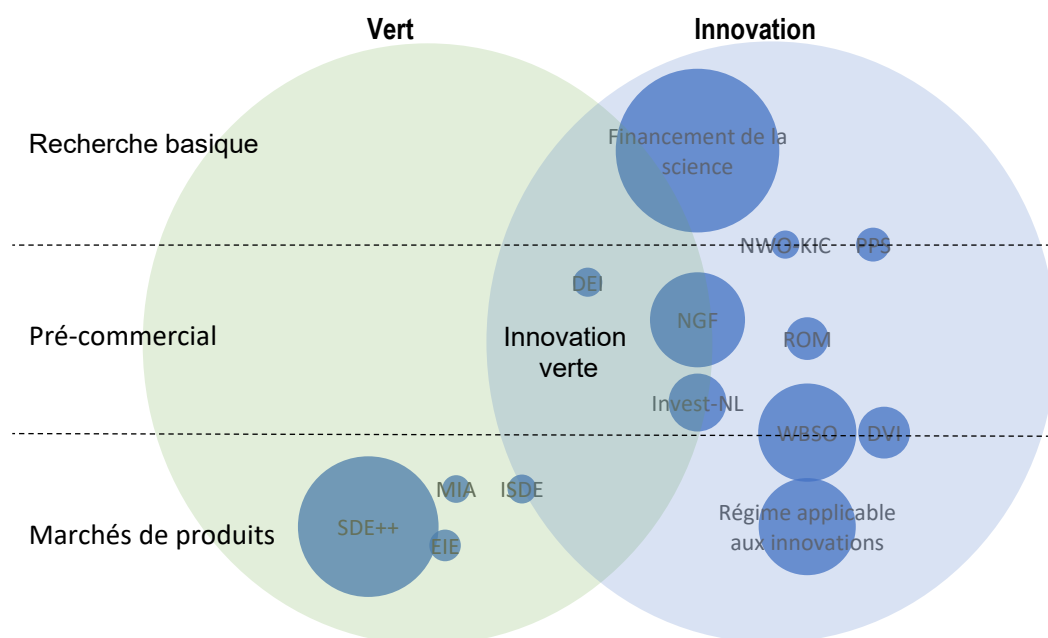 Vert
Innovation
Recherche basique
Financement de la
science
NWO-KIC
PPS
DEI
Pré-commercial
Innovation
verte
NGF
ROM
Invest-NL
WBSO
DVI
MIA
ISDE
Marchés de produits
SDE++
EIE
Régime applicable
aux innovations